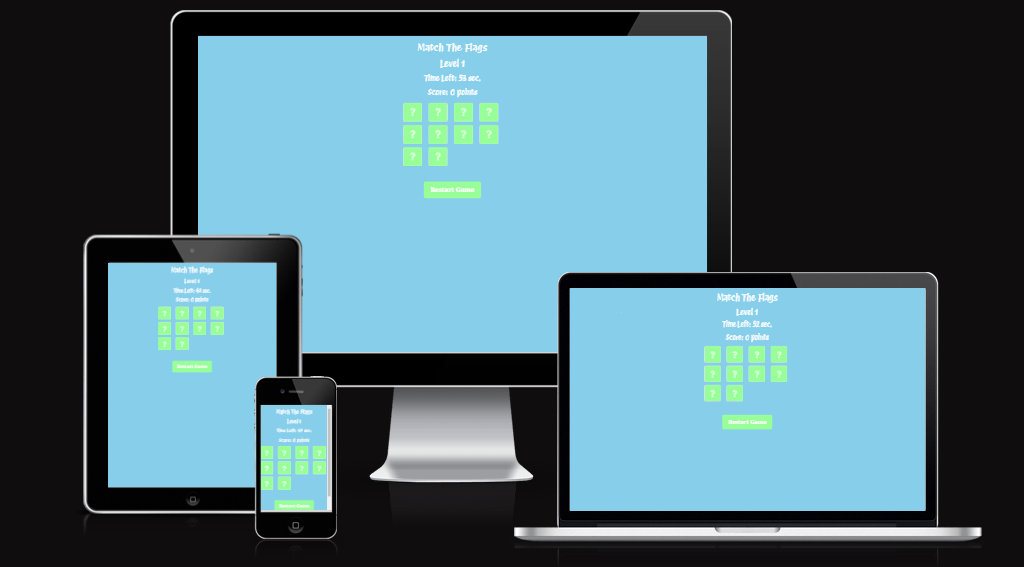 Match The Flags
Level 1
Time Left: 53 sec.
Score: 0 points
? ? ? ?
? ? ? ?
? ?
Restart Game
Match The Flags
Level 1
Time Left: sec.
Score: 0 points
? ? ? ?
? ? ? ?
? ?
Restart Game
Match The Flags
Level 1
Time Left: sec.
Score: 0 points
? ? ? ?
? ? ? ?
? ?
Restart Game
Match The Flags
Level 1
Time Left: 52 sec.
Score: 0 points
? ? ? ?
? ? ? ?
? ?
Restart Game